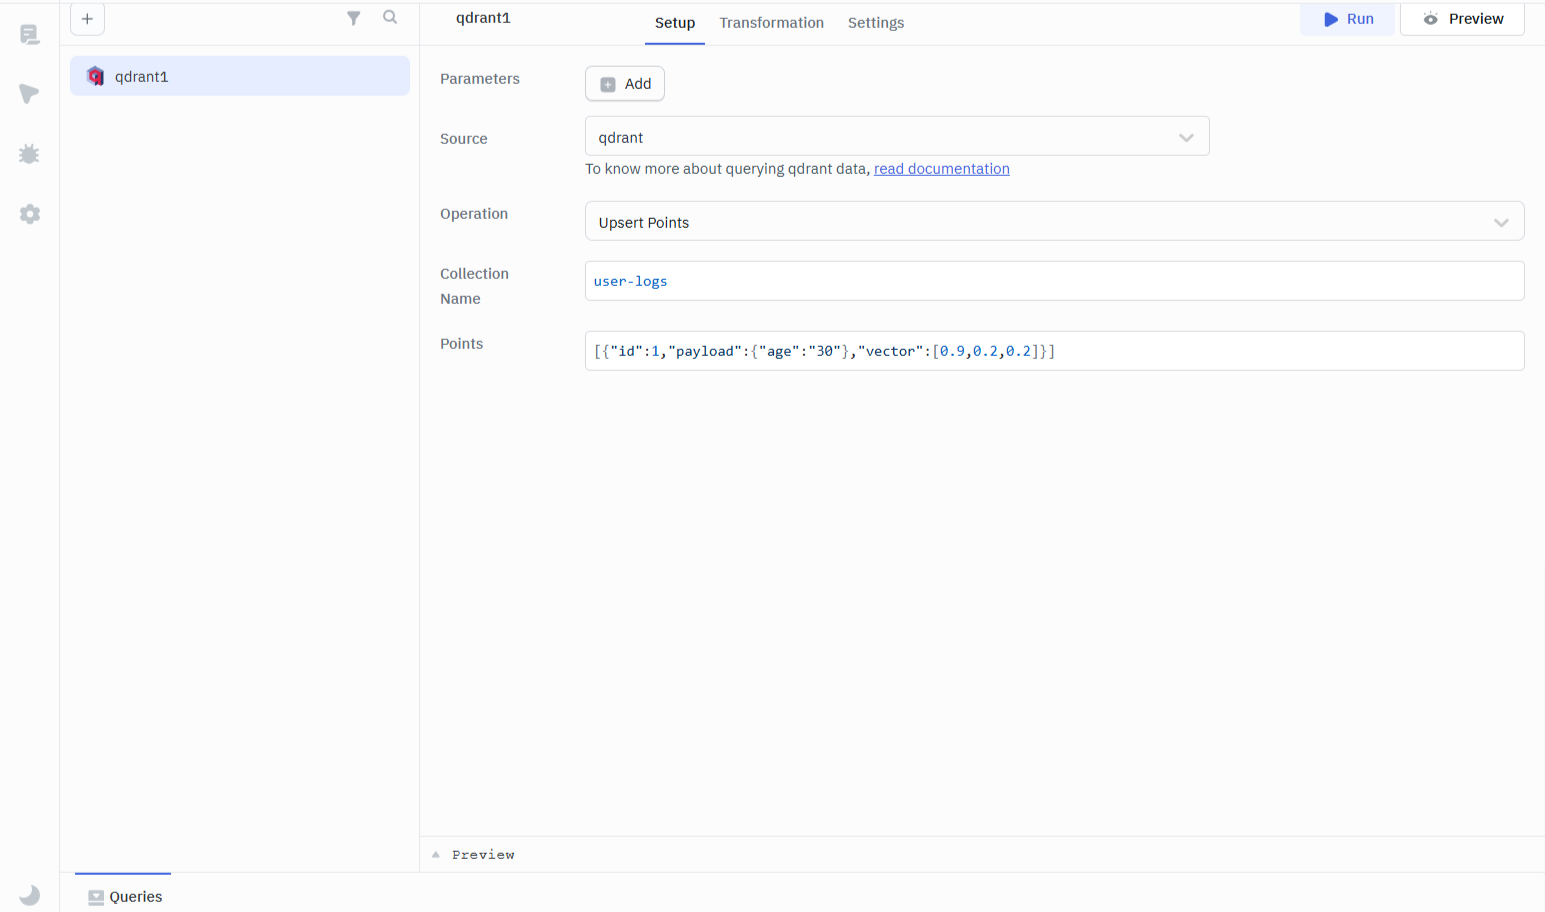 qdrant1
Setup
Transformation
Settings
Run
Preview
qdrant1
Parameters
Add
Source
qdrant
To know more about querying qdrant data, read documentation
Operation
Upsert Points
Collection
Name
user-logs
Points
[{"id":1,"payload":{"age":"30"},"vector":[0.9,0.2,0.2]}]
Preview
Queries